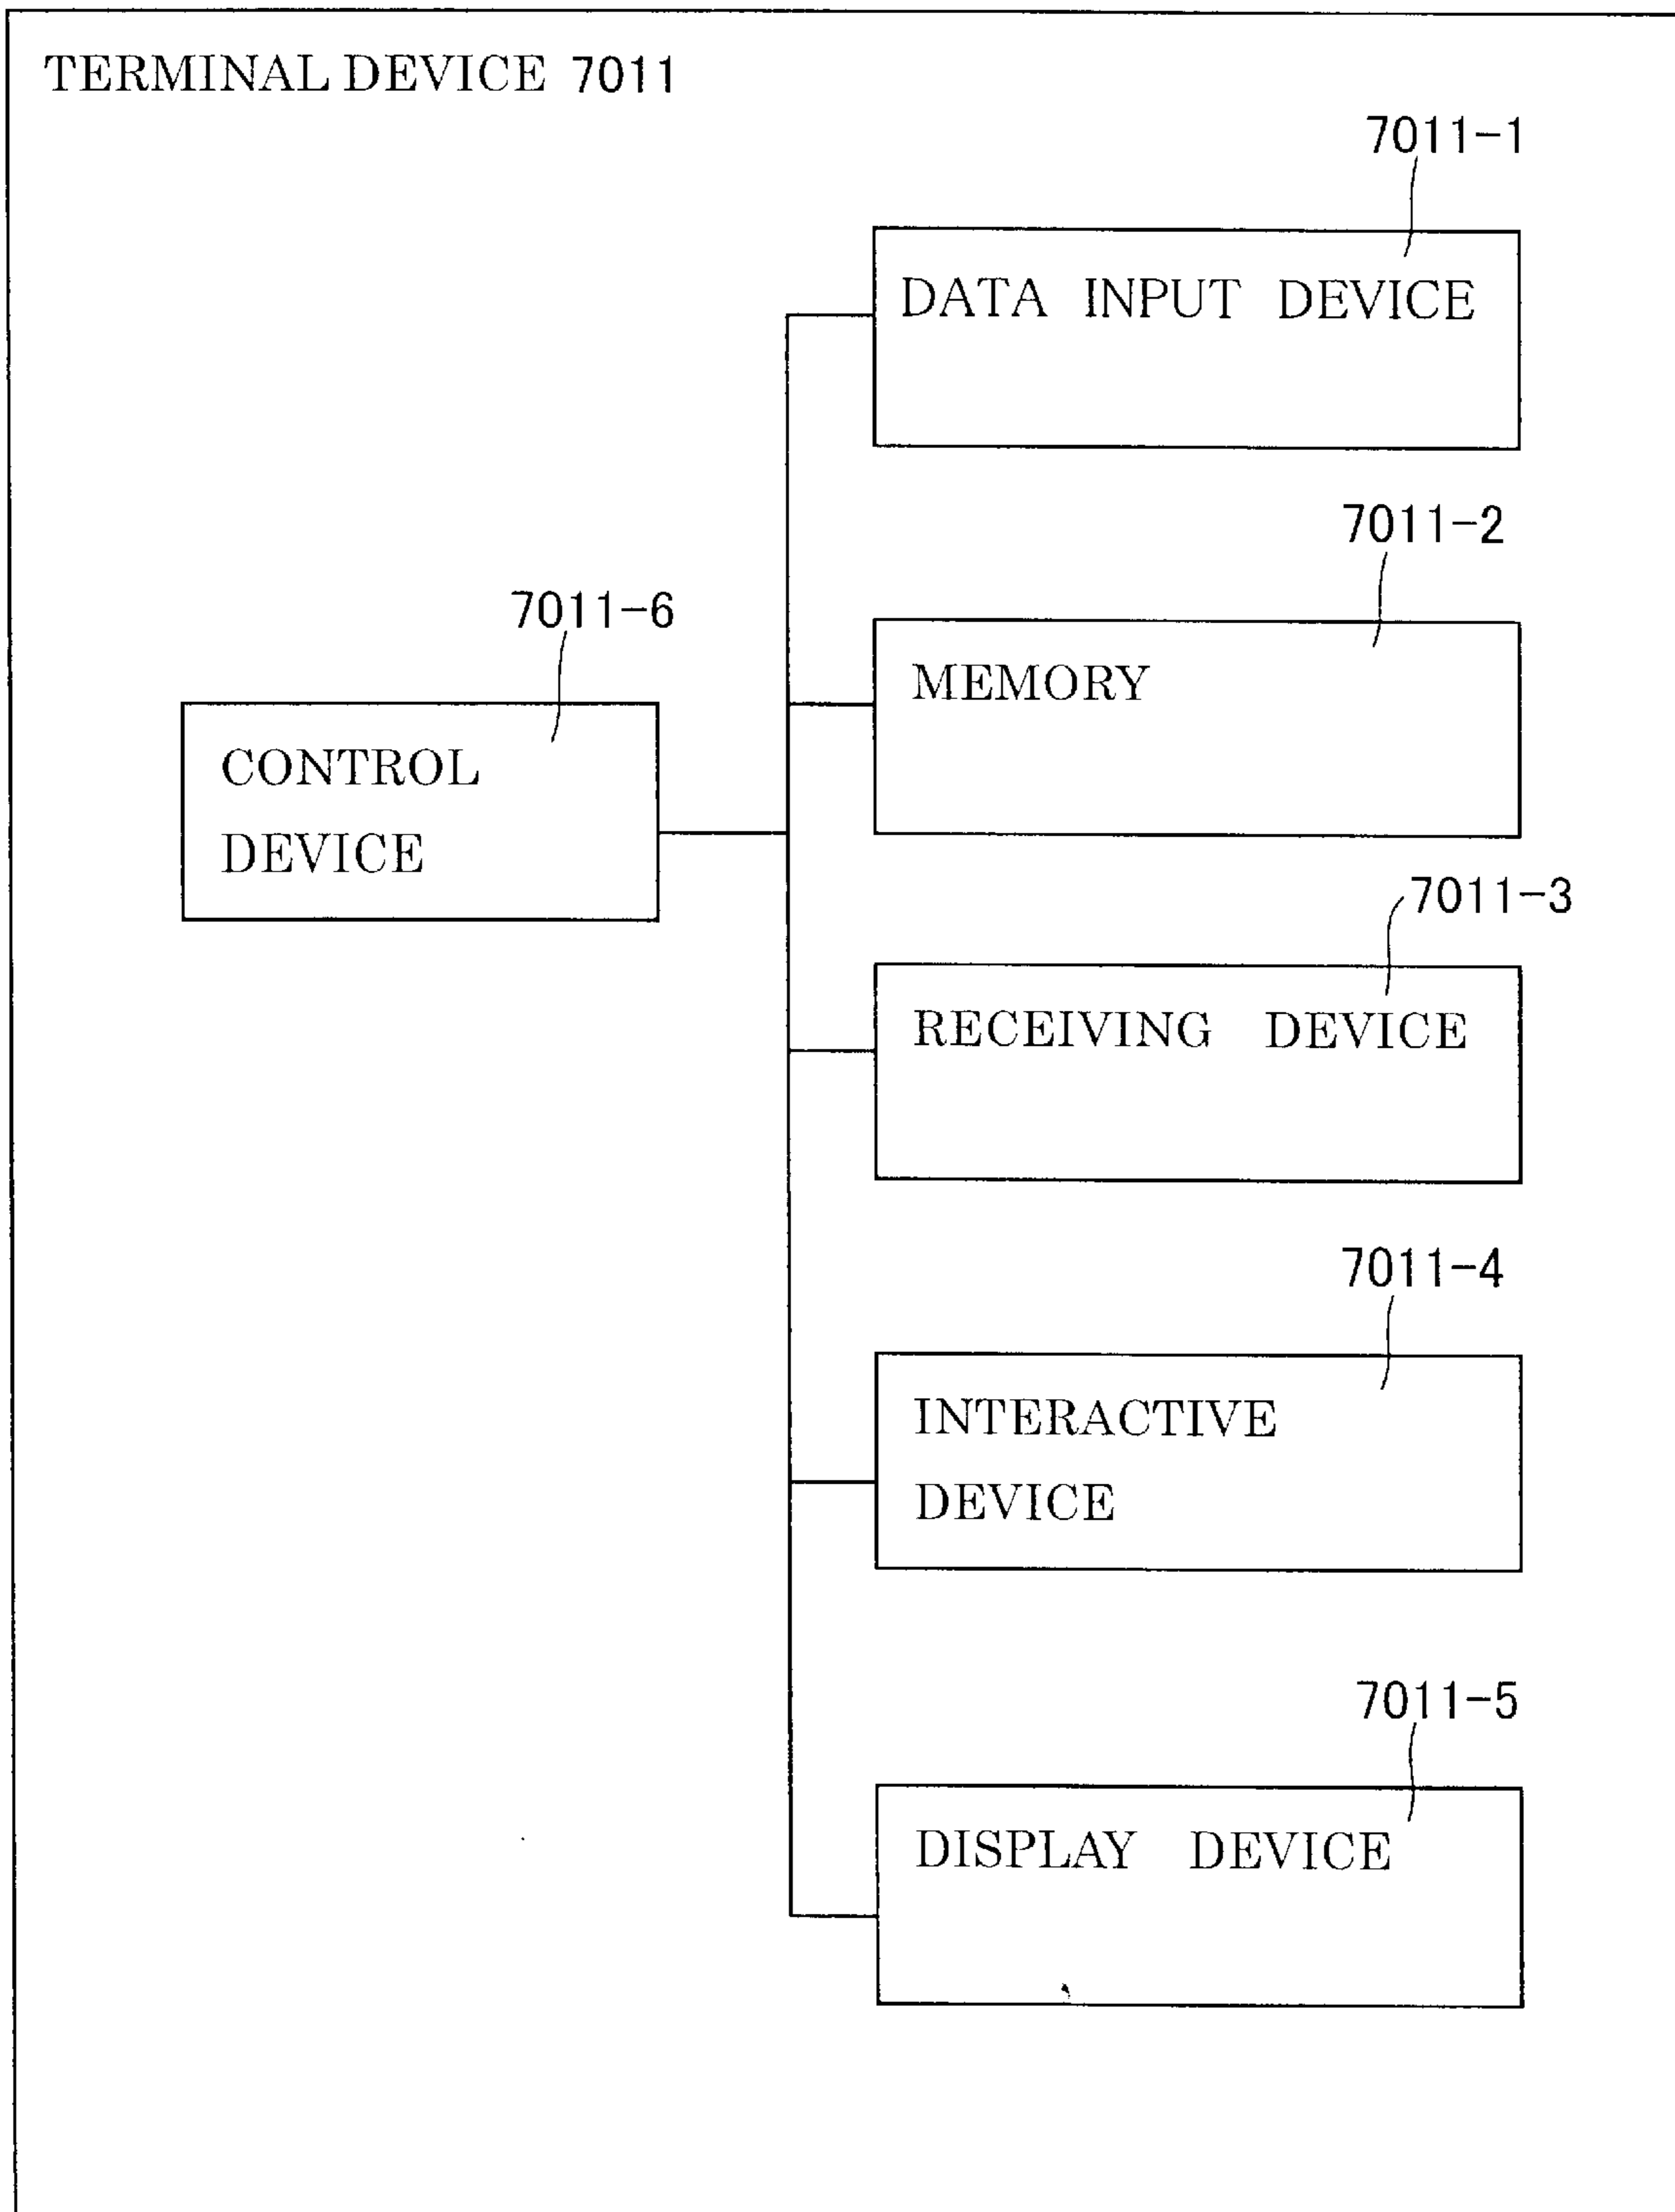 TERMINAL DEVICE 7011
7011-1
DATA INPUT DEVICE
7011-2
MEMORY
7011-6
CONTROL
DEVICE
7011-3
RECEIVING DEVICE
7011-4
INTERACTIVE
DEVICE
7011-5
DISPLAY DEVICE